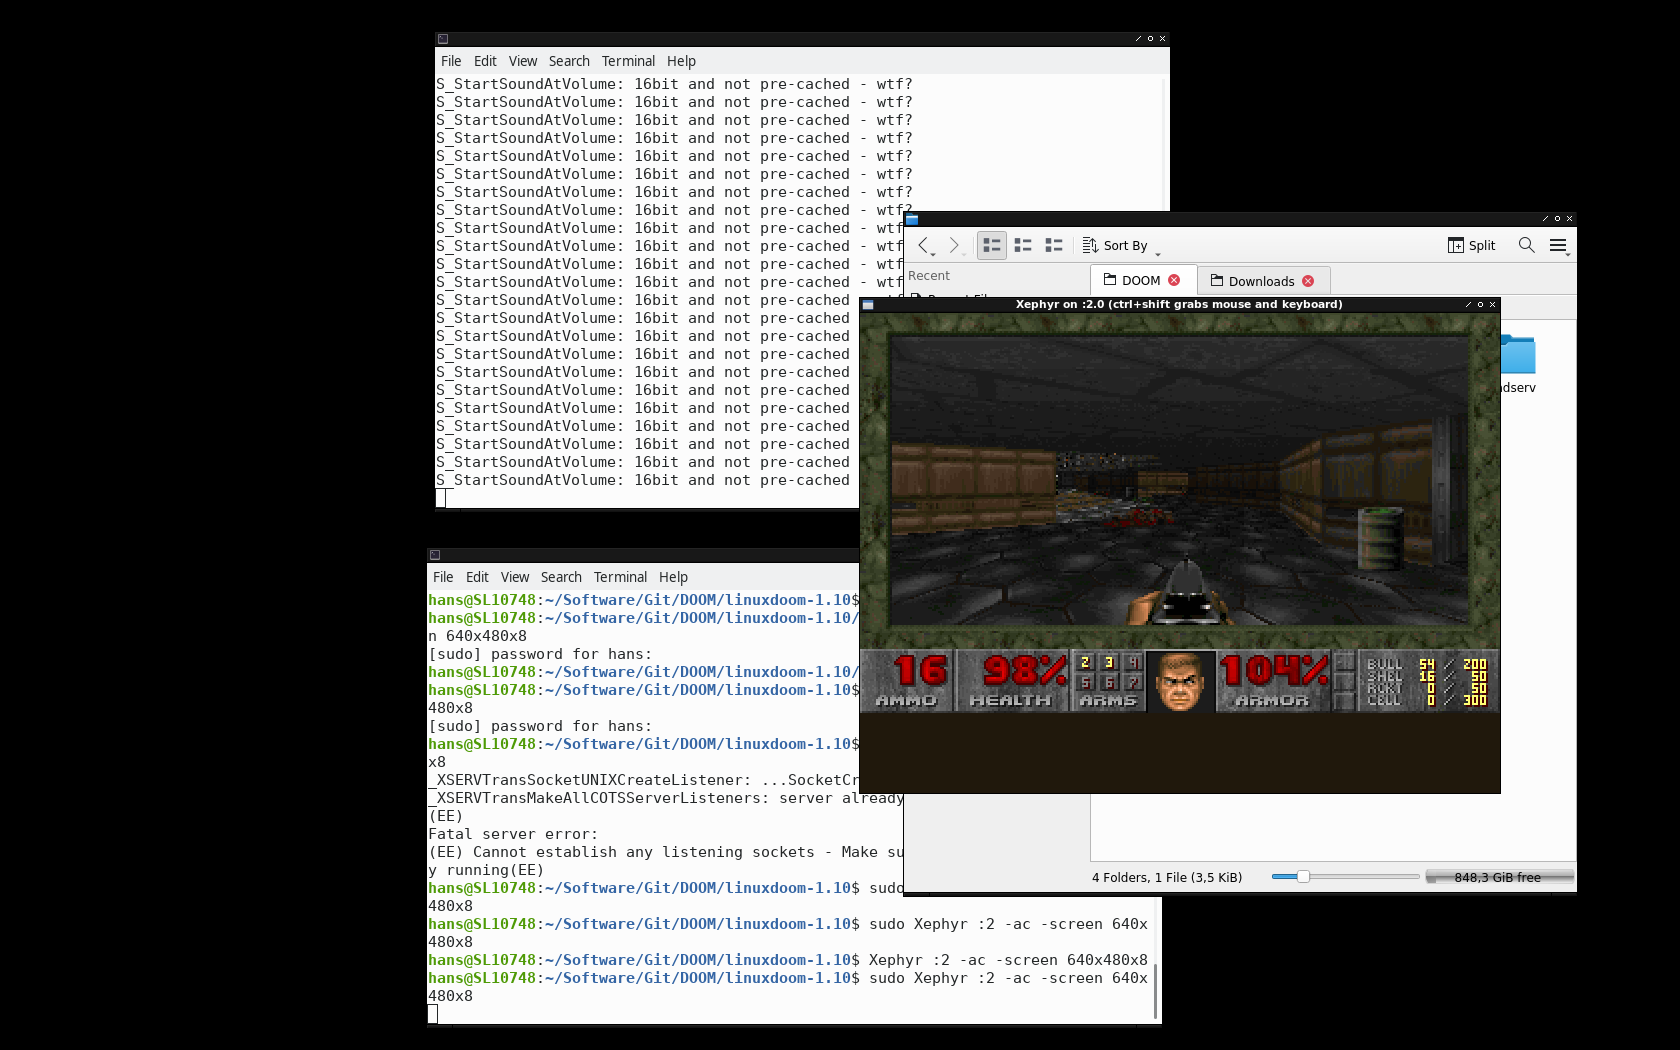 File Edit View Search Terminal Help
S_StartSoundAtVolume: 16bit and not pre-cached - wtf?
S_StartSoundAtVolume: 16bit and not pre-cached - wtf?
S_StartSoundAtVolume: 16bit and not pre-cached - wtf?
S_StartSoundAtVolume: 16bit and not pre-cached - wtf?
S_StartSoundAtVolume: 16bit and not pre-cached - wtf?
S_StartSoundAtVolume: 16bit and not pre-cached - wtf?
S_StartSoundAtVolume: 16bit and not pre-cached - wtf?
S_StartSoundAtVolume: 16bit and not pre-cached - wtf?
S_StartSoundAtVolume: 16bit and not pre-cached - wtf
S_StartSoundAtVolume: 16bit and not pre-cached - wtf
S_StartSoundAtVolume: 16bit and not pre-cached - wtf
S_StartSoundAtVolume: 16bit and not pre-cached - wtf
S_StartSoundAtVolume: 16bit and not pre-cached
S_StartSoundAtVolume: 16bit and not pre-cached
S_StartSoundAtVolume: 16bit and not pre-cached
S_StartSoundAtVolume: 16bit and not pre-cached
S_StartSoundAtVolume: 16bit and not pre-cached
S_StartSoundAtVolume: 16bit and not pre-cached
S_StartSoundAtVolume: 16bit and not pre-cached
S_StartSoundAtVolume: 16bit and not pre-cached
S_StartSoundAtVolume: 16bit and not pre-cached
S_StartSoundAtVolume: 16bit and not pre-cached
S_StartSoundAtVolume: 16bit and not pre-cached
Sort By Split
Recent
DOOM Downloads
Xephyr on :2.0 (ctrl+shift grabs mouse and keyboard)
dserv
16 98% 2 3 4 104% BULL 54 / 200
5 6 7 SHEL 16 / 50
RCKT 0 / 50
AMMO HEALTH ARMS ARMOR CELL 0 / 300
4 Folders, 1 File (3,5 KiB) 848,3 GiB free
File Edit View Search Terminal Help
hans@SL10748:~/Software/Git/DOOM/linuxdoom-1.10$
hans@SL10748:~/Software/Git/DOOM/linuxdoom-1.10/
n 640x480x8
[sudo] password for hans:
hans@SL10748:~/Software/Git/DOOM/linuxdoom-1.10/
hans@SL10748:~/Software/Git/DOOM/linuxdoom-1.10$
480x8
[sudo] password for hans:
hans@SL10748:~/Software/Git/DOOM/linuxdoom-1.10$
x8
_XSERVTransSocketUNIXCreateListener: ...SocketCr
_XSERVTransMakeAllCOTSServerListeners: server already
(EE)
Fatal server error:
(EE) Cannot establish any listening sockets - Make su
y running(EE)
hans@SL10748:~/Software/Git/DOOM/linuxdoom-1.10$ sudo
480x8
hans@SL10748:~/Software/Git/DOOM/linuxdoom-1.10$ sudo Xephyr :2 -ac -screen 640x
480x8
hans@SL10748:~/Software/Git/DOOM/linuxdoom-1.10$ Xephyr :2 -ac -screen 640x480x8
hans@SL10748:~/Software/Git/DOOM/linuxdoom-1.10$ sudo Xephyr :2 -ac -screen 640x
480x8